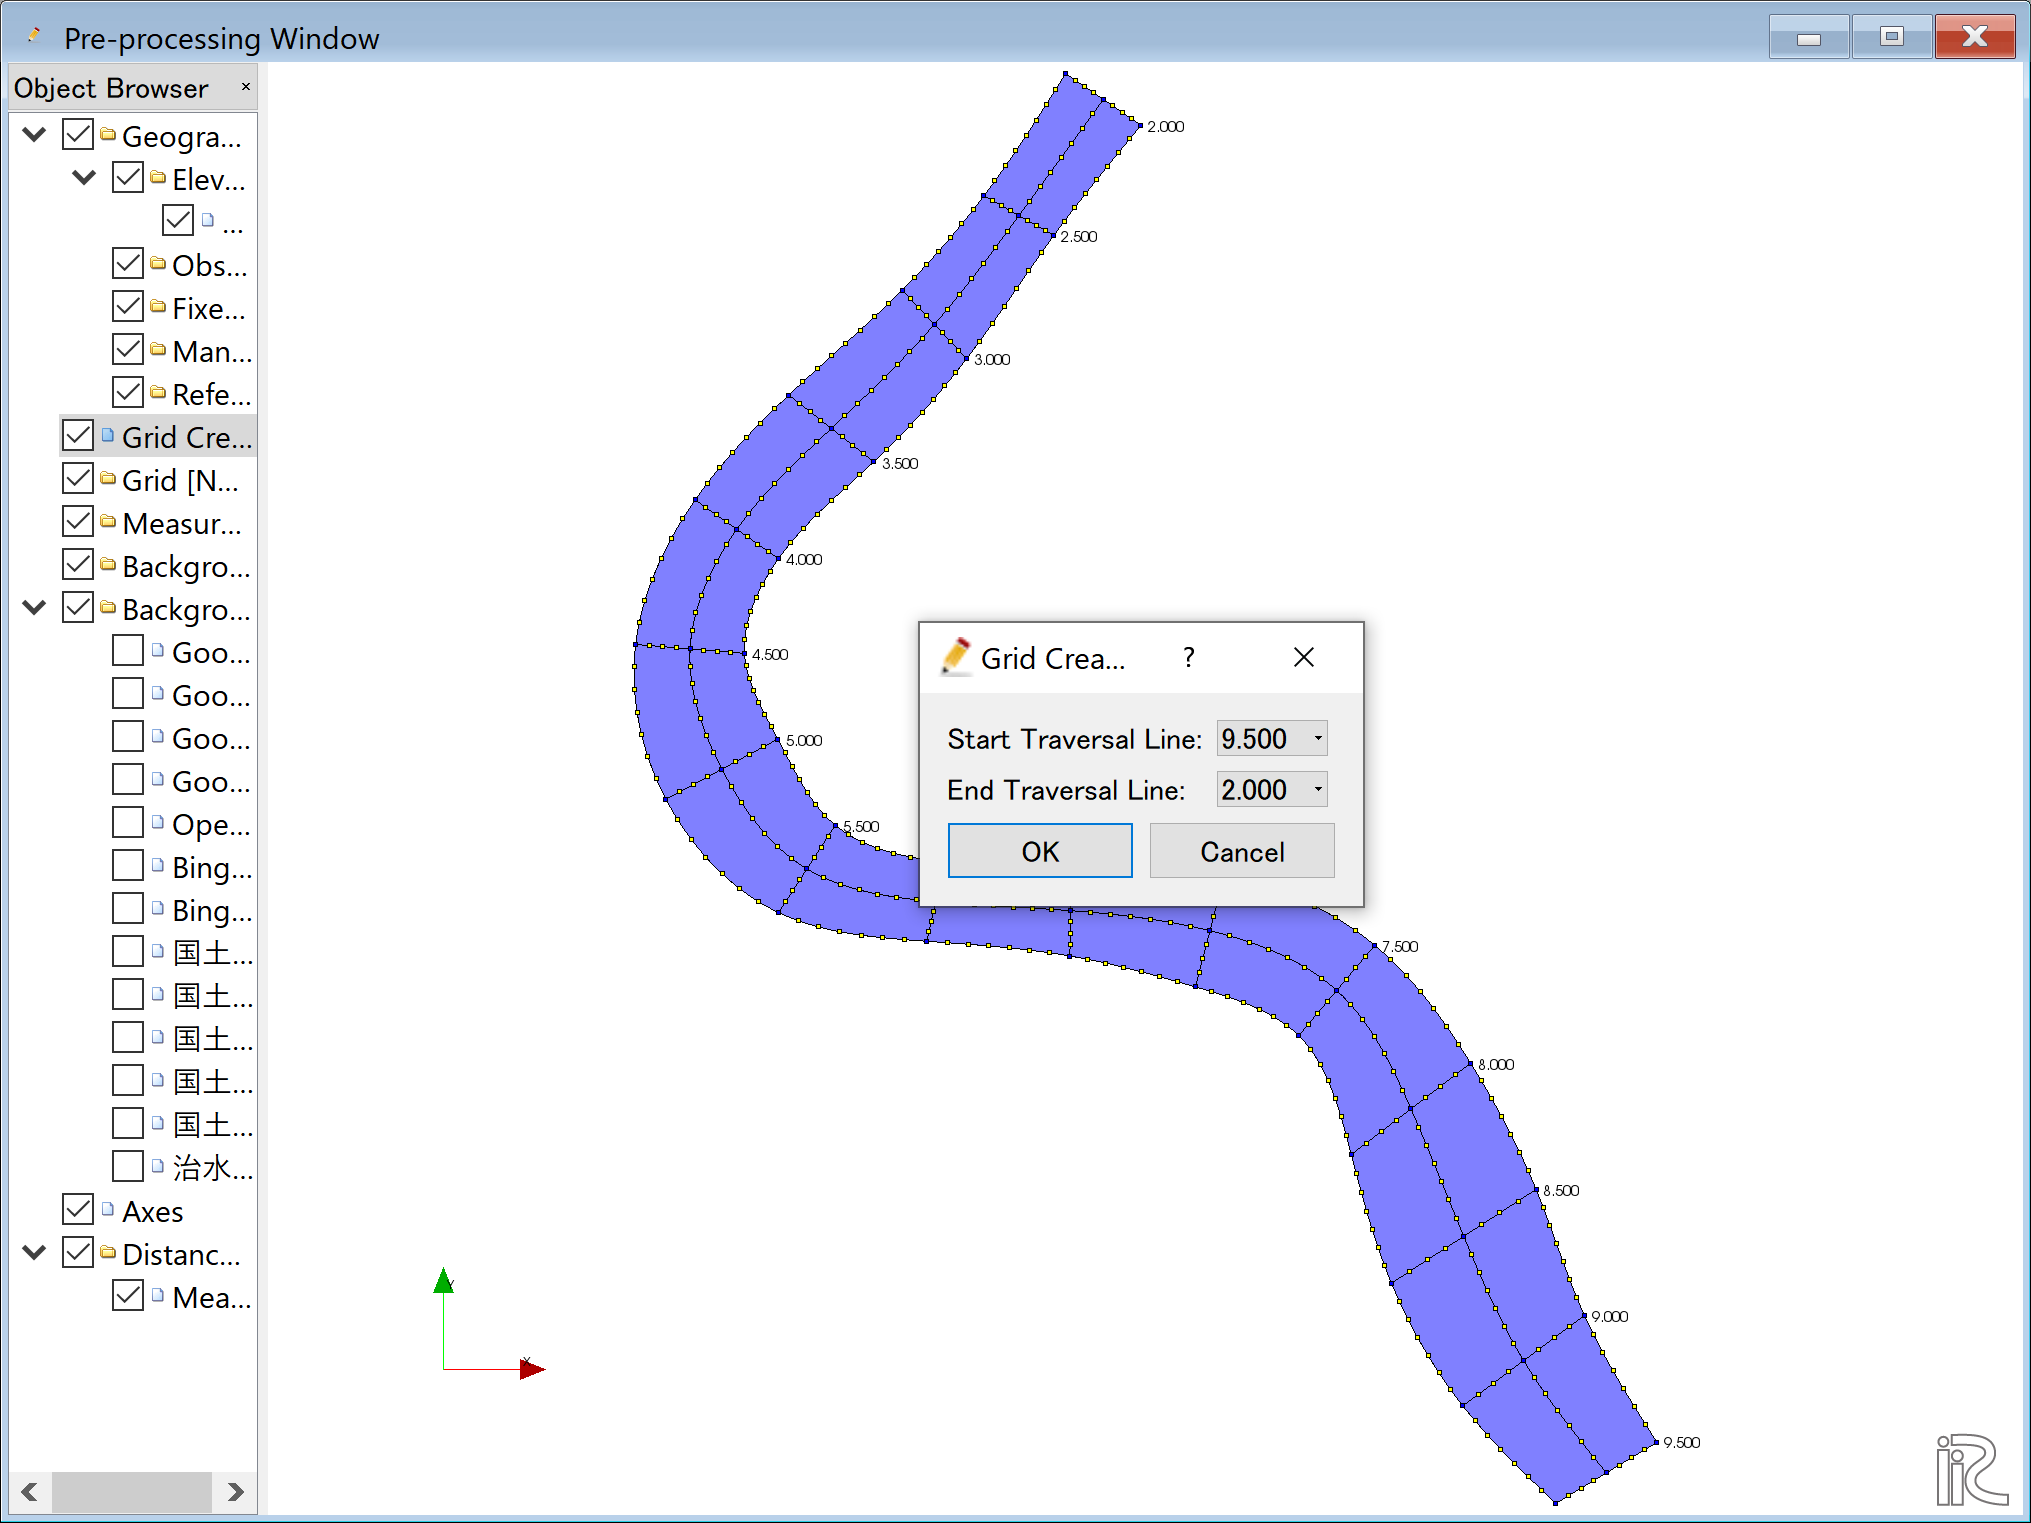 Pre-processing Window
Object Browser ×
Geogra...
Elev...
...
Obs...
Fixe...
Man...
Refe...
Grid Cre...
Grid [N...
Measur...
Backgro...
Backgro...
Goo...
Goo...
Goo...
Goo...
Ope...
Bing...
Bing...
国土...
国土...
国土...
国土...
国土...
治水...
Axes
Distanc...
Mea...
2.000
2.500
3.000
3.500
4.000
4.500
5.000
5.500
Grid Crea... ?
Start Traversal Line: 9.500
End Traversal Line: 2.000
OK Cancel
7.500
8.000
8.500
9.000
9.500
Y
X
iRIC